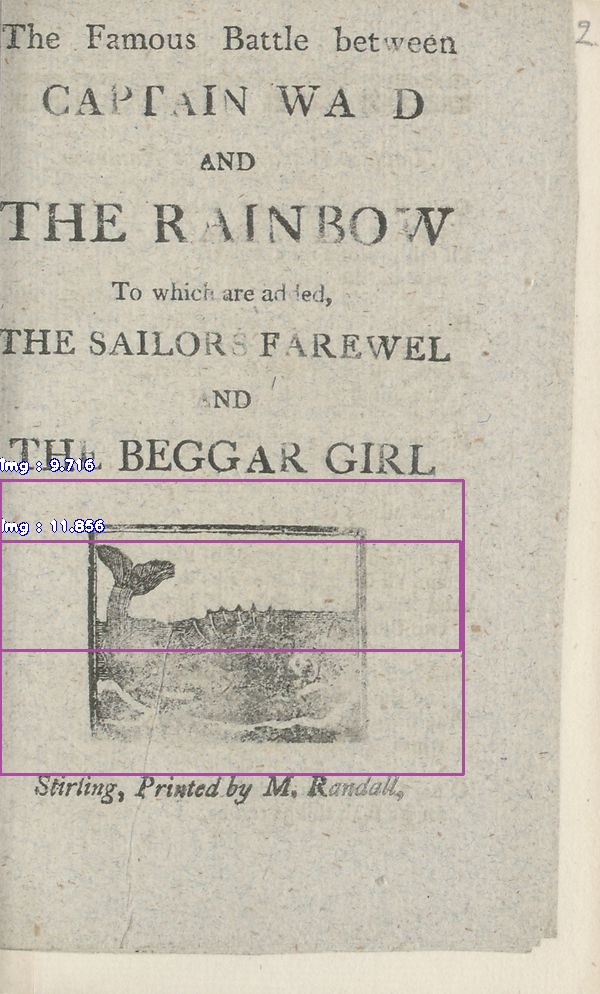 2
The Famous Battle between
CAPTAIN WA D
AND
THE RAINBOW
To which are added,
THE SAILORS FAREWEL
AND
THE BEGGAR GIRL
img : 9.716
img : 11.856
Stirling, Printed by M. Randall,